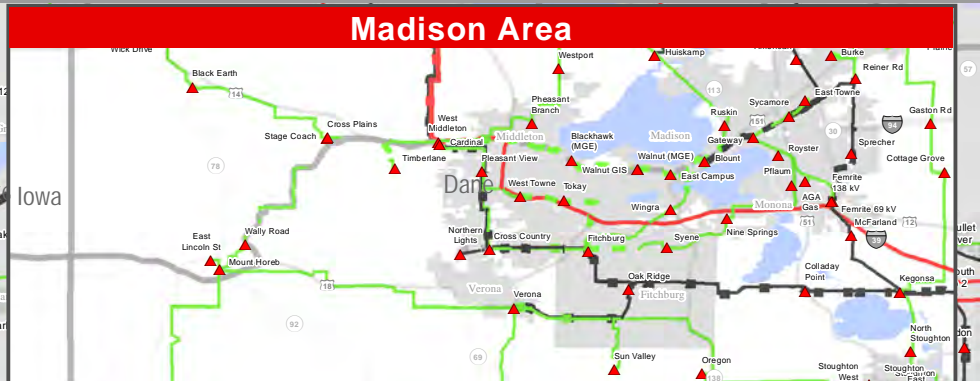 Madison Area
Wick Drive
Huiskamp
Burke
Westport
Reiner Rd
Black Earth
57
14
113
Pheasant
Branch
East Towne
Sycamore
Gaston Rd
West
Middleton
Ruskin
94
Cross Plains
151
Stage Coach
Middleton
Blackhawk
(MGE)
Madison
Gateway
30
Cardinal
Royster
Sprecher
78
Timberlane
Pleasant View
Walnut (MGE)
Blount
Cottage Grove
Walnut GIS
East Campus
Pflaum
Femrite
138 kV
Iowa
Dane
West Towne
Tokay
AGA
Gas
Wingra
Monona
Femrite 69 kV
51
McFarland
12
Wally Road
Northern
Lights
Cross Country
Fitchburg
Syene
Nine Springs
39
East
Lincoln St
Mount Horeb
Colladay
Point
Kegonsa
18
Oak Ridge
Verona
Fitchburg
Verona
92
North
Stoughton
69
Sun Valley
Oregon
138
Stoughton
West
Stoughton
East